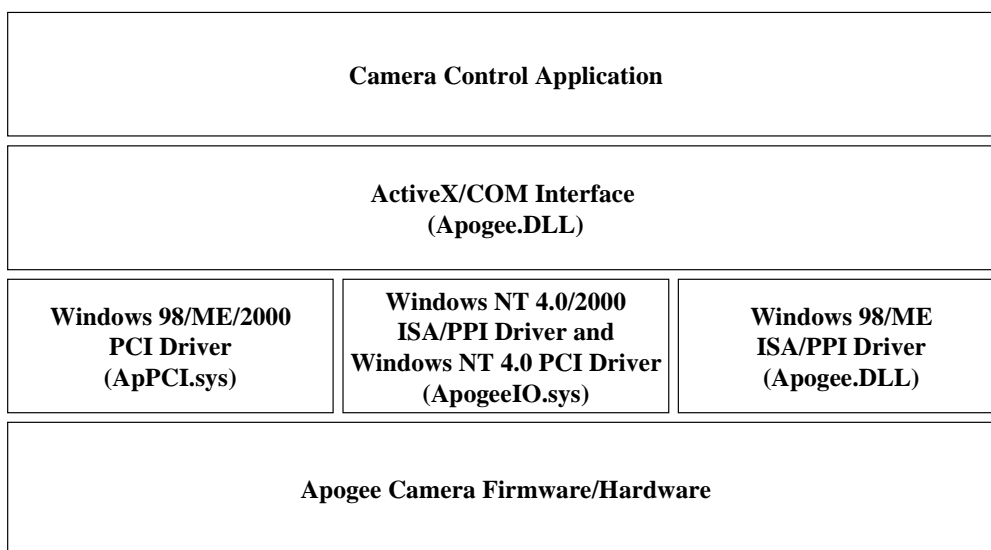 Camera Control Application
ActiveX/COM Interface
(Apogee.DLL)
Windows 98/ME/2000
PCI Driver
(ApPCI.sys)
Windows NT 4.0/2000
ISA/PPI Driver and
Windows NT 4.0 PCI Driver
(ApogeeIO.sys)
Windows 98/ME
ISA/PPI Driver
(Apogee.DLL)
Apogee Camera Firmware/Hardware